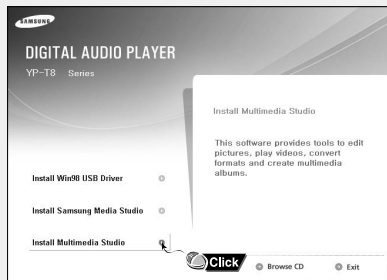 SAMSUNG
DIGITAL AUDIO PLAYER
YP-T8 Series
Install Multimedia Studio
This software provides tools to edit
pictures, play videos, convert
formats and create multimedia
albums.
Install Win98 USB Driver
Install Samsung Media Studio
Install Multimedia Studio
Click
Browse CD
Exit